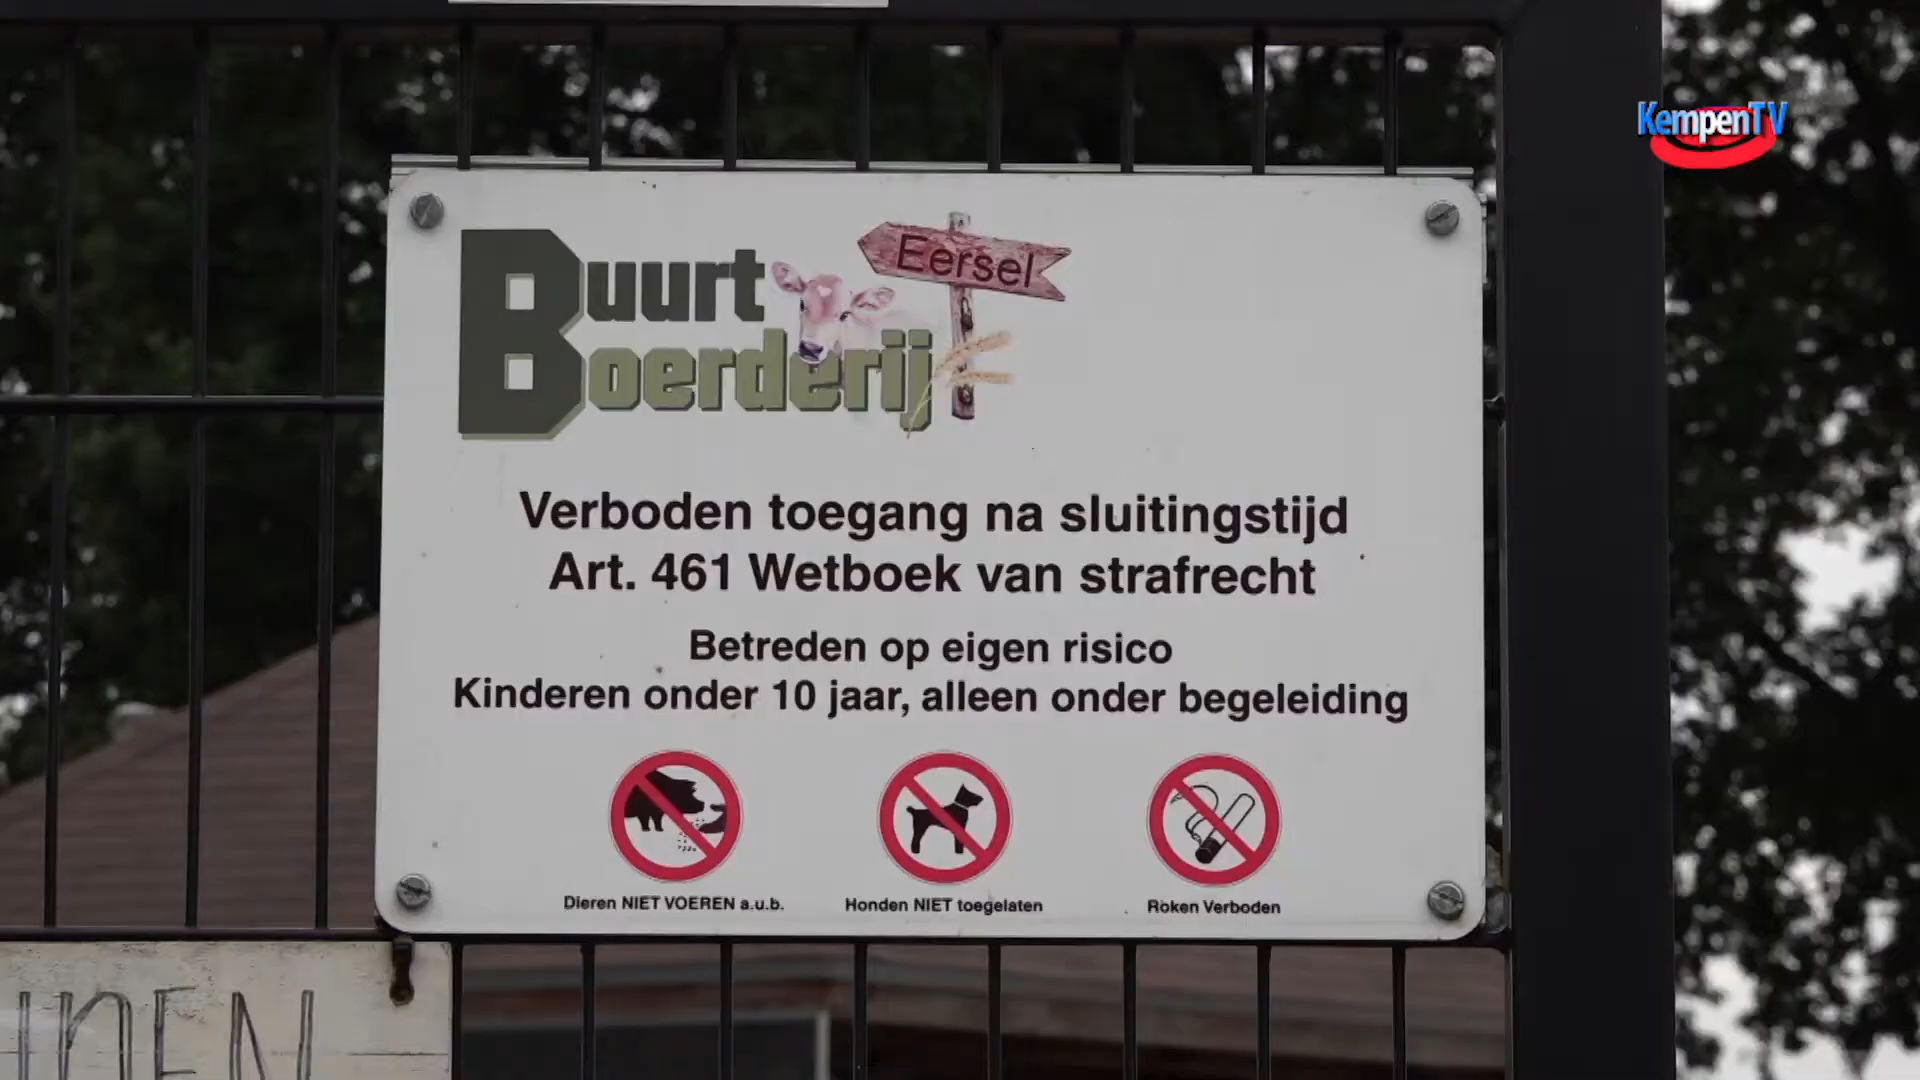 KempenTV
Eersel
Buurt
Boerderij
Verboden toegang na sluitingstijd
Art. 461 Wetboek van strafrecht
Betreden op eigen risico
Kinderen onder 10 jaar, alleen onder begeleiding
Dieren NIET VOEREN a.u.b.
Honden NIET toegelaten
Roken Verboden